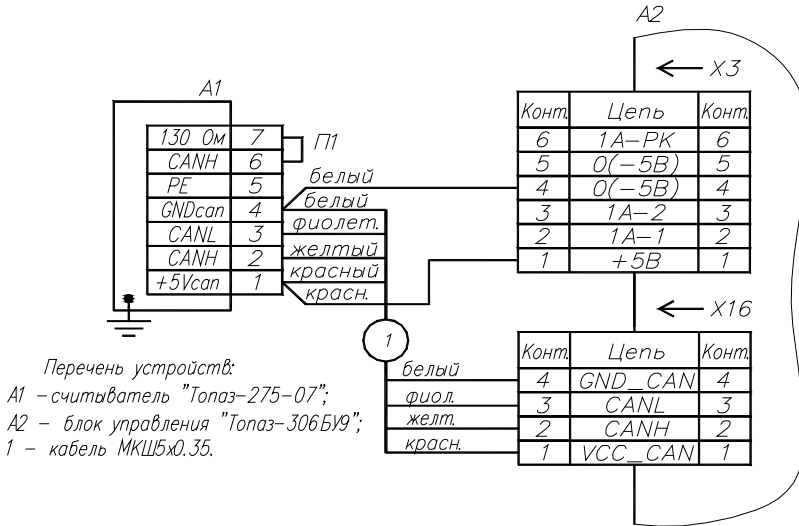 A2
X3
A1
Конт. Цепь Конт.
6 1А-РК 6
5 0(-5В) 5
4 0(-5В) 4
3 1А-2 3
2 1А-1 2
1 +5В 1
130 Ом 7
CANH 6
PE 5
GNDcan 4
CANL 3
CANH 2
+5Vcan 1
П1
белый
белый
фиолет.
желтый
красный
красн.
1
X16
Конт. Цепь Конт.
4 GND_CAN 4
3 CANL 3
2 CANH 2
1 VCC_CAN 1
белый
фиол.
желт.
красн.
Перечень устройств:
А1 - считыватель "Топаз-275-07";
А2 - блок управления "Топаз-306БУ9";
1 - кабель МКШ5х0.35.